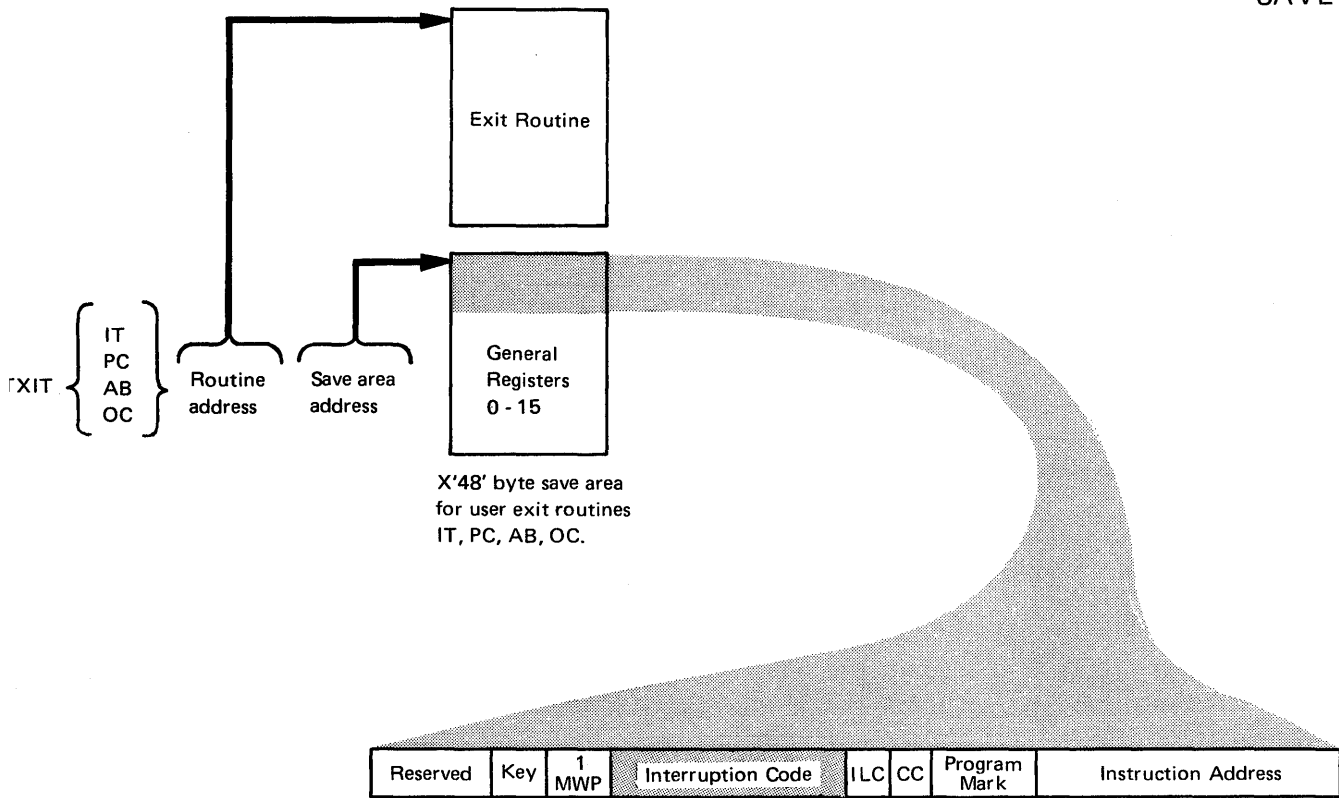 Exit Routine
IT
PC
AB
OC
Routine
address
Save area
address
General
Registers
0 - 15
X'48' byte save area
for user exit routines
IT, PC, AB, OC.
Reserved
Key
1
MWP
Interruption Code
ILC
CC
Program
Mark
Instruction Address